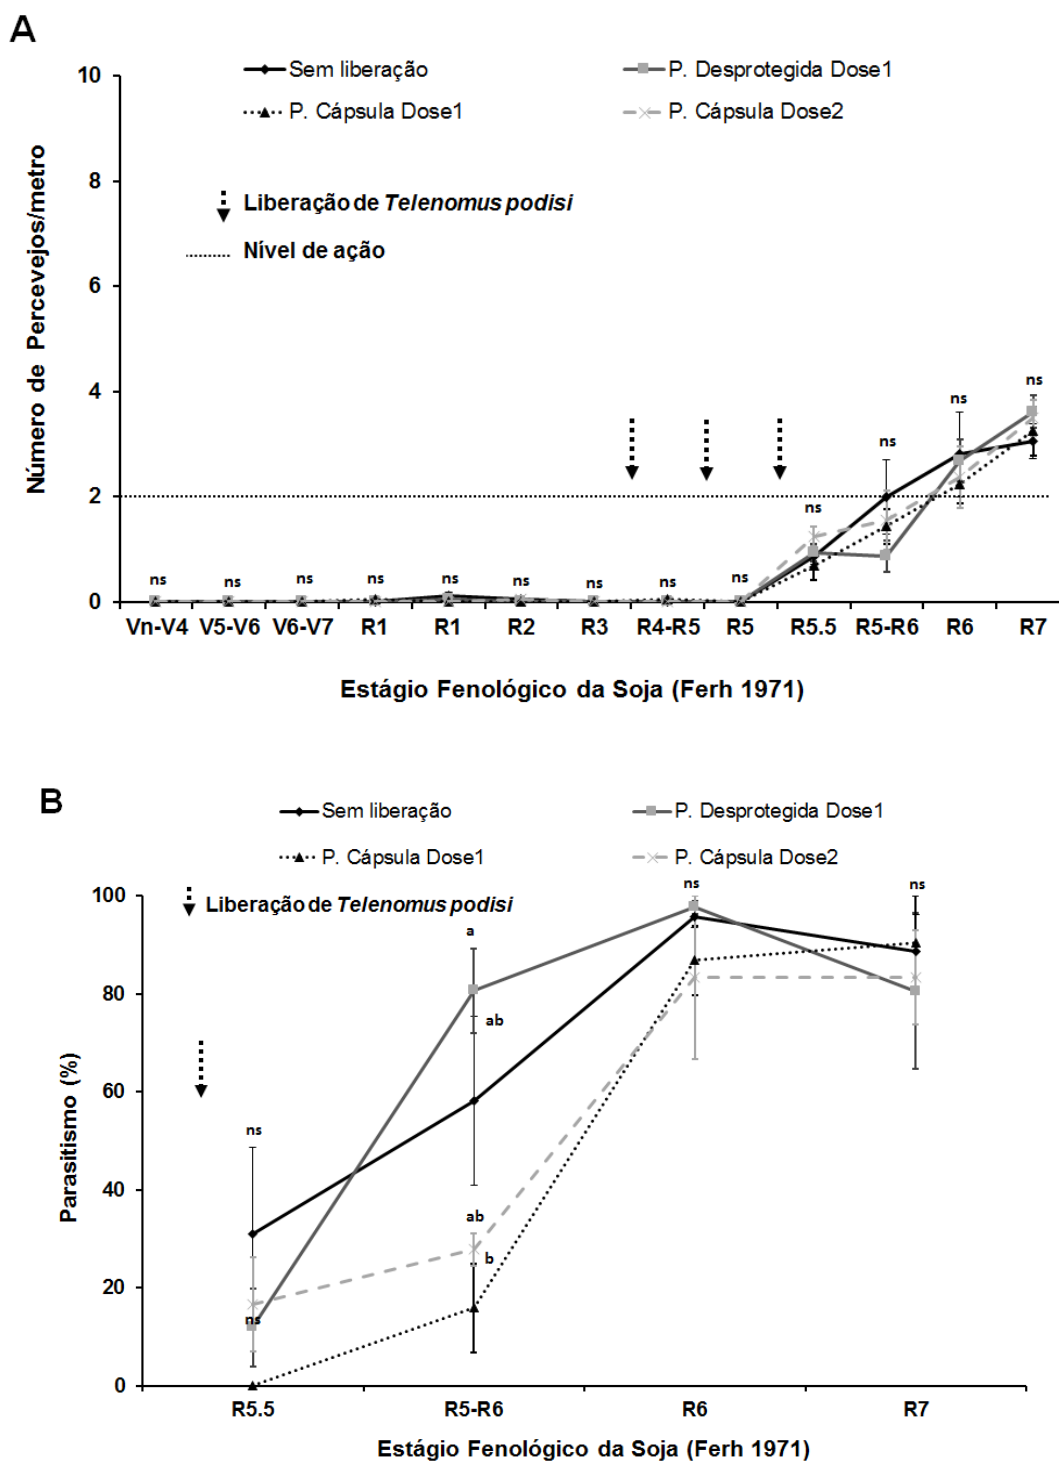 A
Sem liberação
P. Desprotegida Dose1
P. Cápsula Dose1
P. Cápsula Dose2
10
8
6
4
2
0
Número de Percevejos/metro
Liberação de Telenomus podisi
Nível de ação
ns ns ns ns ns ns ns ns ns ns ns ns ns
Vn-V4 V5-V6 V6-V7 R1 R1 R2 R3 R4-R5 R5 R5.5 R5-R6 R6 R7
Estágio Fenológico da Soja (Ferh 1971)
B
Sem liberação
P. Desprotegida Dose1
P. Cápsula Dose1
P. Cápsula Dose2
Liberação de Telenomus podisi
100
80
60
40
20
0
Parasitismo (%)
ns
ns
a
ab
ab
b
ns
ns
R5.5 R5-R6 R6 R7
Estágio Fenológico da Soja (Ferh 1971)